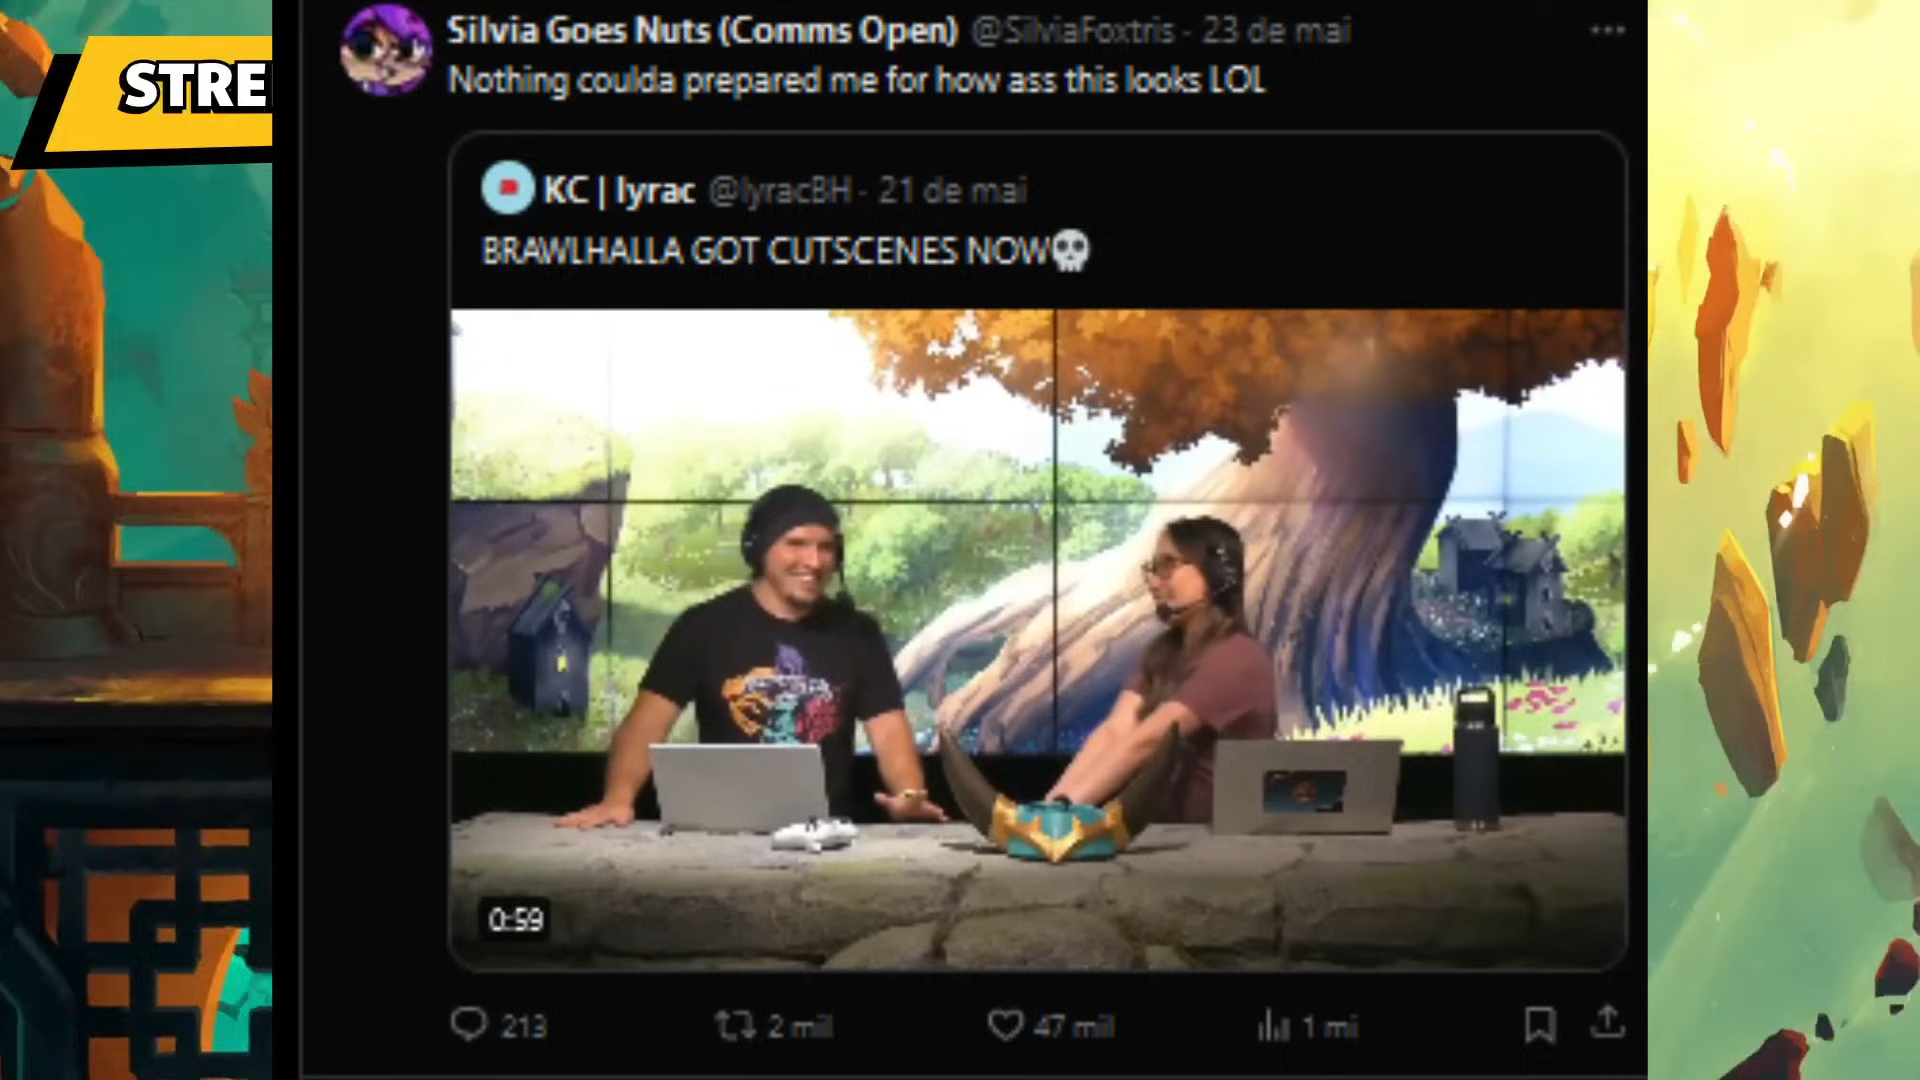 STRE
Silvia Goes Nuts (Comms Open) @SilviaFoxtris · 23 de mai
Nothing coulda prepared me for how ass this looks LOL
KC | lyrac @lyracBH · 21 de mai
BRAWLHALLA GOT CUTSCENES NOW💀
0:59
213 2 mil 47 mil 1 mi